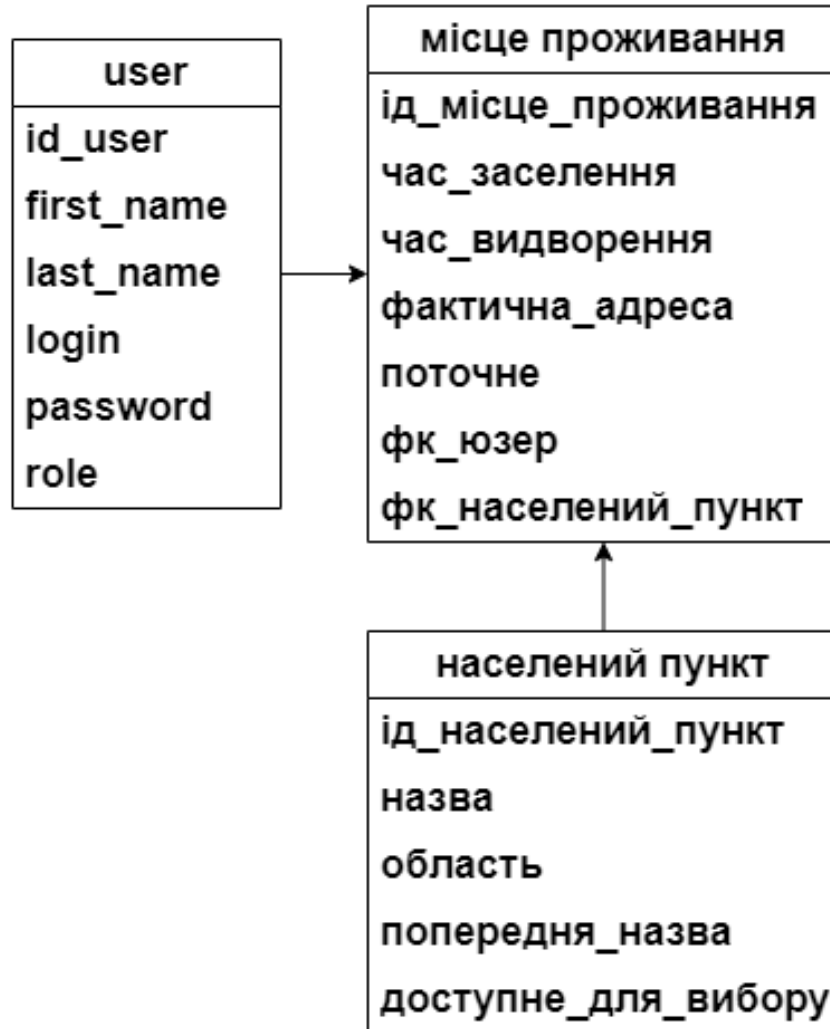 user
id_user
first_name
last_name
login
password
role
місце проживання
ід_місце_проживання
час_заселення
час_видворення
фактична_адреса
поточне
фк_юзер
фк_населений_пункт
населений пункт
ід_населений_пункт
назва
область
попередня_назва
доступне_для_вибору